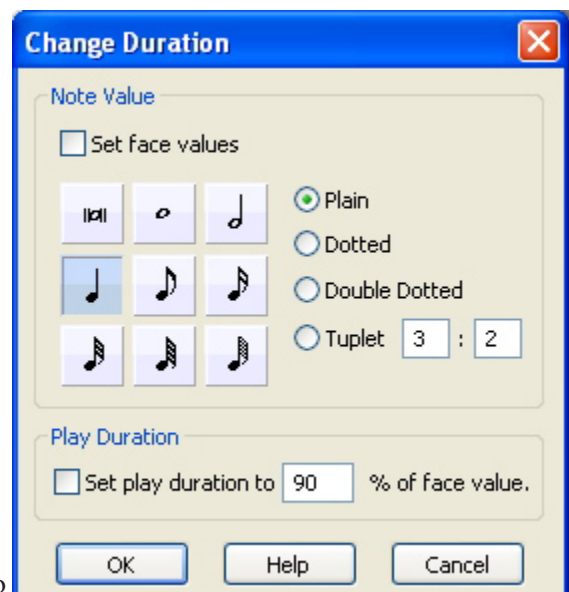 Change Duration
Note Value
Set face values
Plain
Dotted
Double Dotted
Tuplet 3 : 2
Play Duration
Set play duration to 90 % of face value.
OK Help Cancel